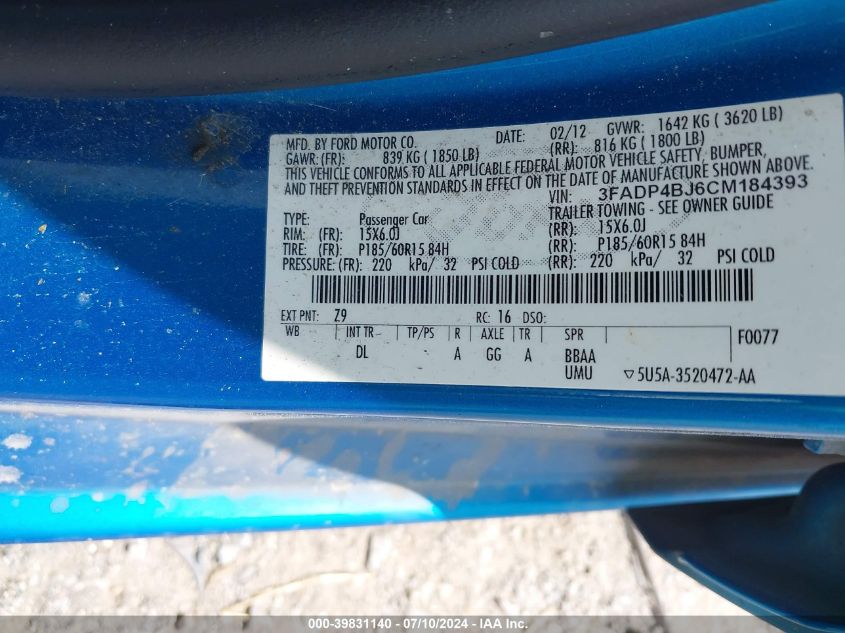 MFD. BY FORD MOTOR CO. DATE: 02/12 GVWR: 1642 KG ( 3620 LB)
GAWR: (FR): 839 KG ( 1850 LB) (RR): 816 KG ( 1800 LB)
THIS VEHICLE CONFORMS TO ALL APPLICABLE FEDERAL MOTOR VEHICLE SAFETY, BUMPER,
AND THEFT PREVENTION STANDARDS IN EFFECT ON THE DATE OF MANUFACTURE SHOWN ABOVE.
VIN: 3FADP4BJ6CM184393
TYPE: Passenger Car TRAILER TOWING - SEE OWNER GUIDE
RIM: (FR): 15X6.0J (RR): 15X6.0J
TIRE: (FR): P185/60R15 84H (RR): P185/60R15 84H
PRESSURE: (FR): 220 kPa/ 32 PSI COLD (RR): 220 kPa/ 32 PSI COLD
EXT PNT: Z9 RC: 16 DSO:
WB INT TR TP/PS R AXLE TR SPR F0077
DL A GG A BBAA
UMU ▽5U5A-3520472-AA
000-39831140 - 07/10/2024 - IAA Inc.